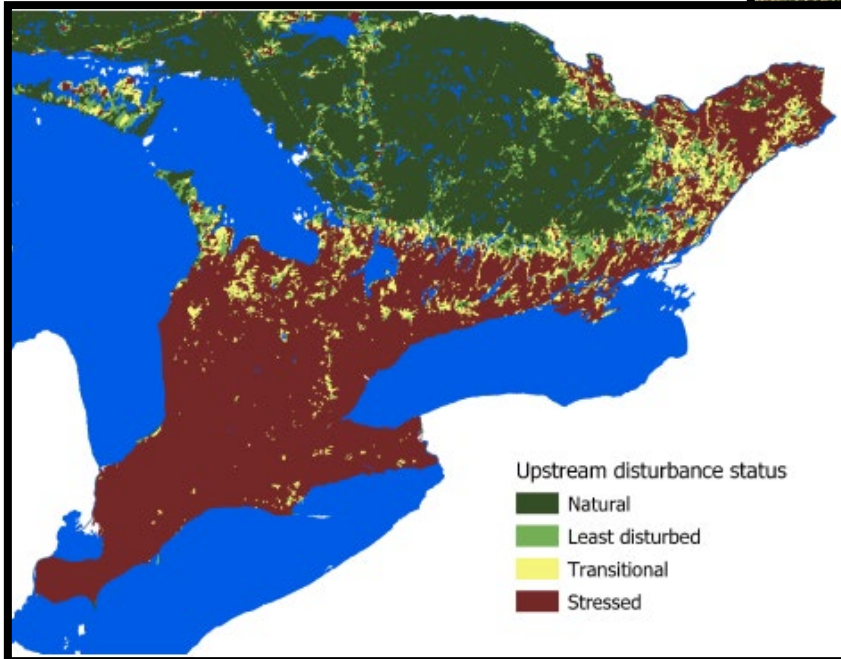 Upstream disturbance status
Natural
Least disturbed
Transitional
Stressed